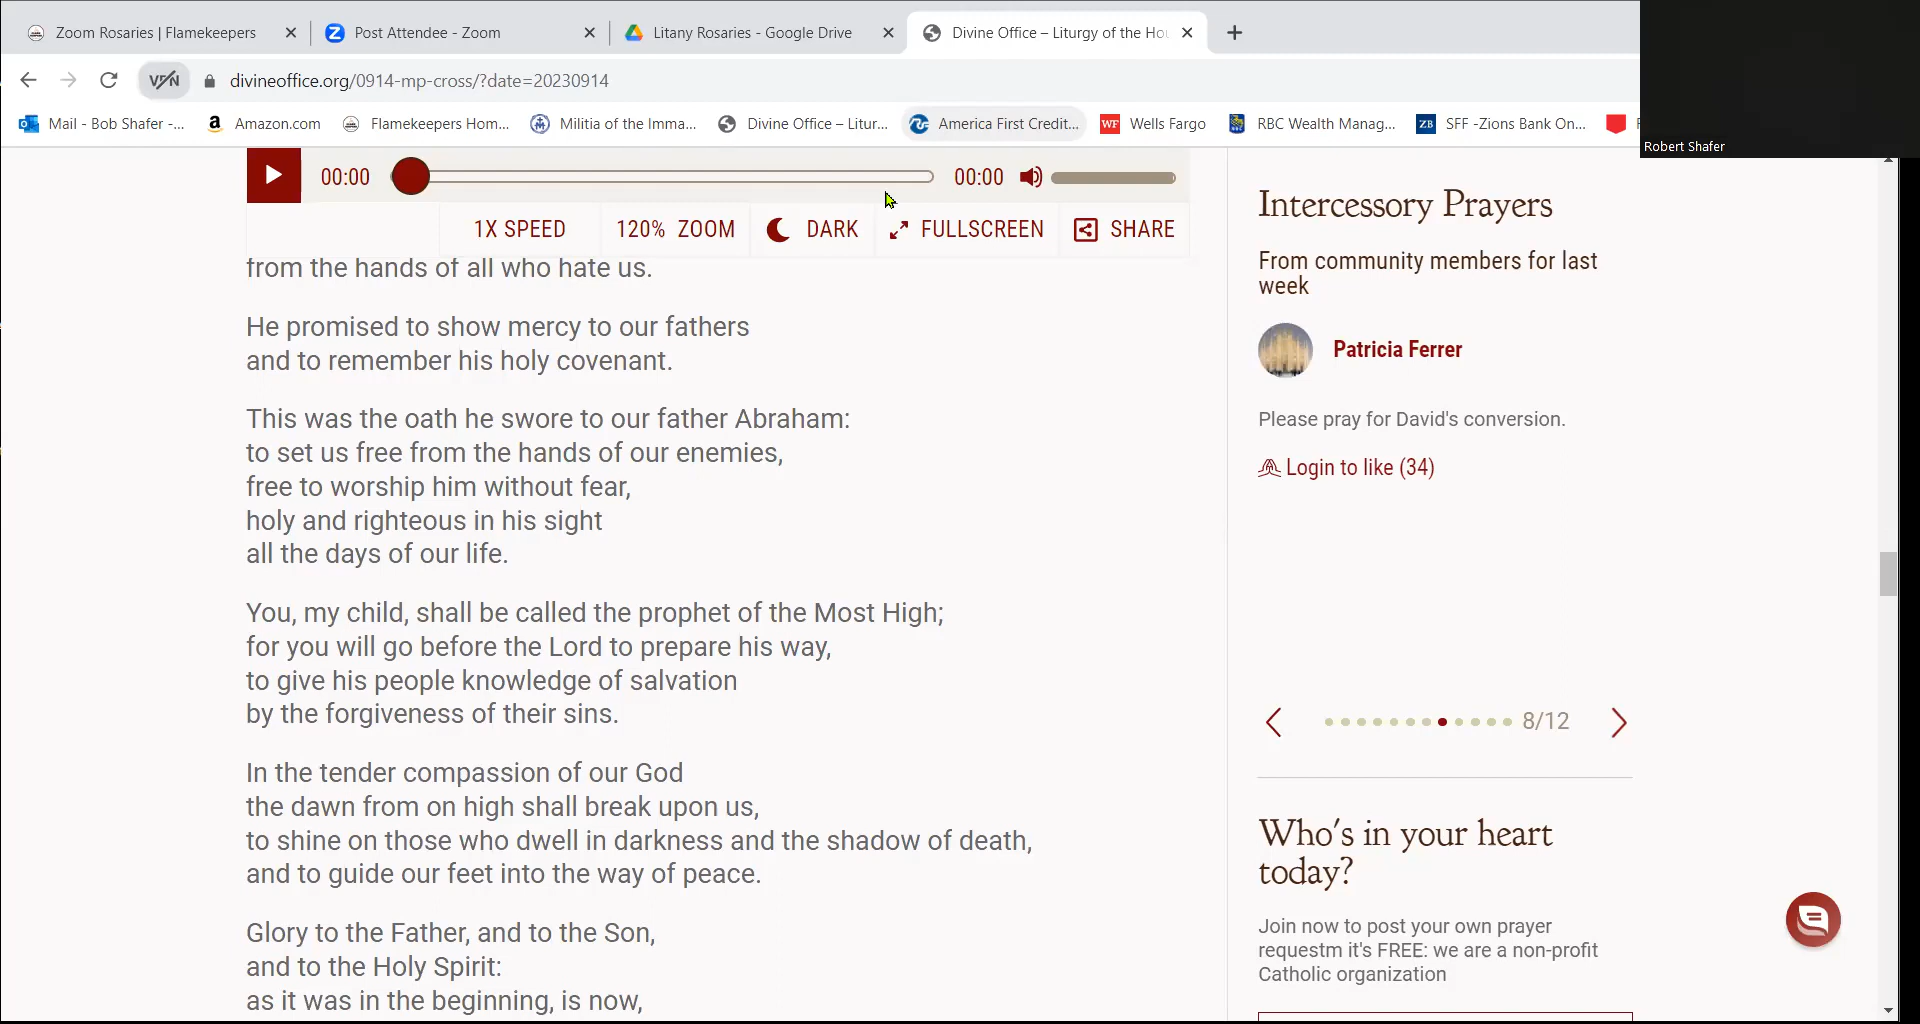 Zoom Rosaries | Flamekeepers
Post Attendee - Zoom
Litany Rosaries - Google Drive
Divine Office – Liturgy of the Hou
VPN
divineoffice.org/0914-mp-cross/?date=20230914
Mail - Bob Shafer -...
Amazon.com
Flamekeepers Hom...
Militia of the Imma...
Divine Office – Litur...
America First Credit...
WF Wells Fargo
RBC RBC Wealth Manag...
ZB SFF -Zions Bank On...
Robert Shafer
00:00
00:00
1X SPEED
120% ZOOM
DARK
FULLSCREEN
SHARE
from the hands of all who hate us.
He promised to show mercy to our fathers
and to remember his holy covenant.
This was the oath he swore to our father Abraham:
to set us free from the hands of our enemies,
free to worship him without fear,
holy and righteous in his sight
all the days of our life.
You, my child, shall be called the prophet of the Most High;
for you will go before the Lord to prepare his way,
to give his people knowledge of salvation
by the forgiveness of their sins.
In the tender compassion of our God
the dawn from on high shall break upon us,
to shine on those who dwell in darkness and the shadow of death,
and to guide our feet into the way of peace.
Glory to the Father, and to the Son,
and to the Holy Spirit:
as it was in the beginning, is now,
Intercessory Prayers
From community members for last
week
Patricia Ferrer
Please pray for David's conversion.
Login to like (34)
8/12
Who's in your heart
today?
Join now to post your own prayer
requestm it's FREE: we are a non-profit
Catholic organization